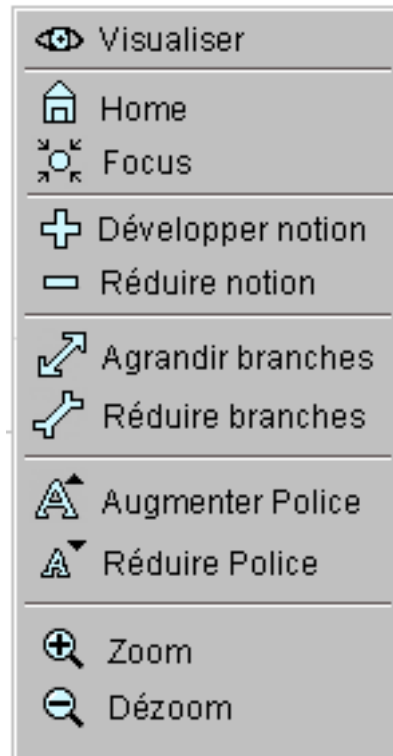 Visualiser
Home
Focus
Développer notion
Réduire notion
Agrandir branches
Réduire branches
Augmenter Police
Réduire Police
Zoom
Dézoom